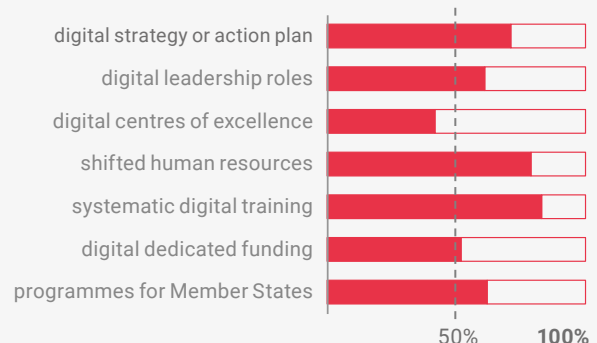 digital strategy or action plan
digital leadership roles
digital centres of excellence
shifted human resources
systematic digital training
digital dedicated funding
programmes for Member States
50% 100%